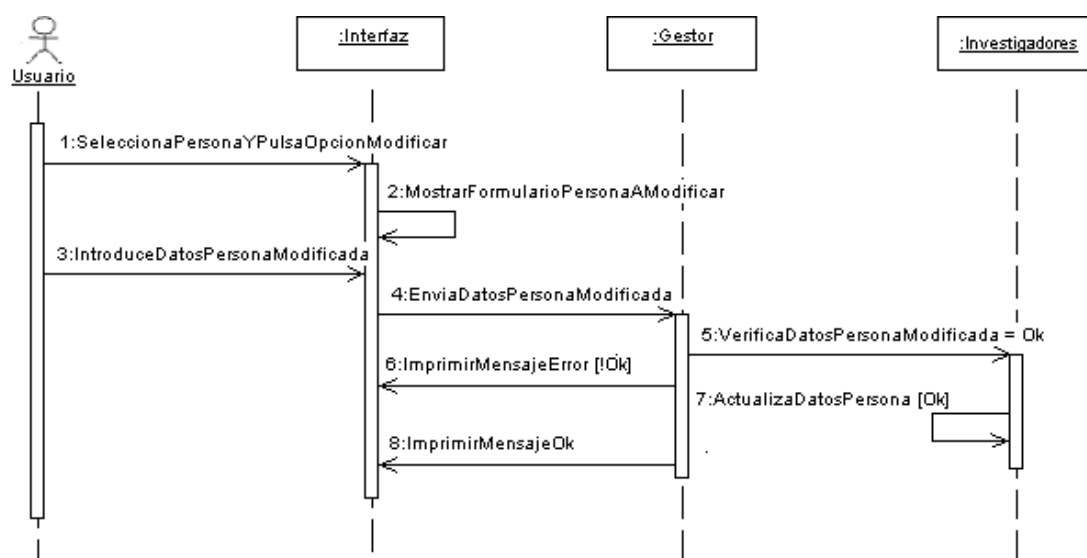 :Interfaz
:Gestor
:Investigadores
Usuario
1:SeleccionaPersonaYPulsaOpcionModificar
2:MostrarFormularioPersonaAModificar
3:IntroduceDatosPersonaModificada
4:EnviaDatosPersonaModificada
5:VerificaDatosPersonaModificada = Ok
6:ImprimirMensajeError [!Ok]
7:ActualizaDatosPersona [Ok]
8:ImprimirMensajeOk